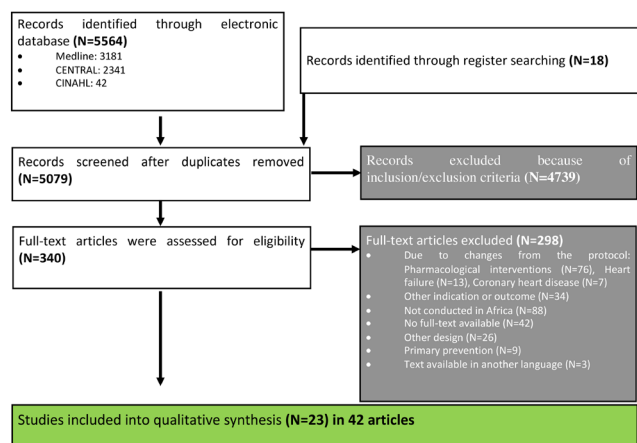 Records identified through electronic
database (N=5564)
• Medline: 3181
• CENTRAL: 2341
• CINAHL: 42
Records identified through register searching (N=18)
Records screened after duplicates removed
(N=5079)
Records excluded because of
inclusion/exclusion criteria (N=4739)
Full-text articles were assessed for eligibility
(N=340)
Full-text articles excluded (N=298)
• Due to changes from the protocol:
Pharmacological interventions (N=76), Heart
failure (N=13), Coronary heart disease (N=7)
• Other indication or outcome (N=34)
• Not conducted in Africa (N=88)
• No full-text available (N=42)
• Other design (N=26)
• Primary prevention (N=9)
• Text available in another language (N=3)
Studies included into qualitative synthesis (N=23) in 42 articles